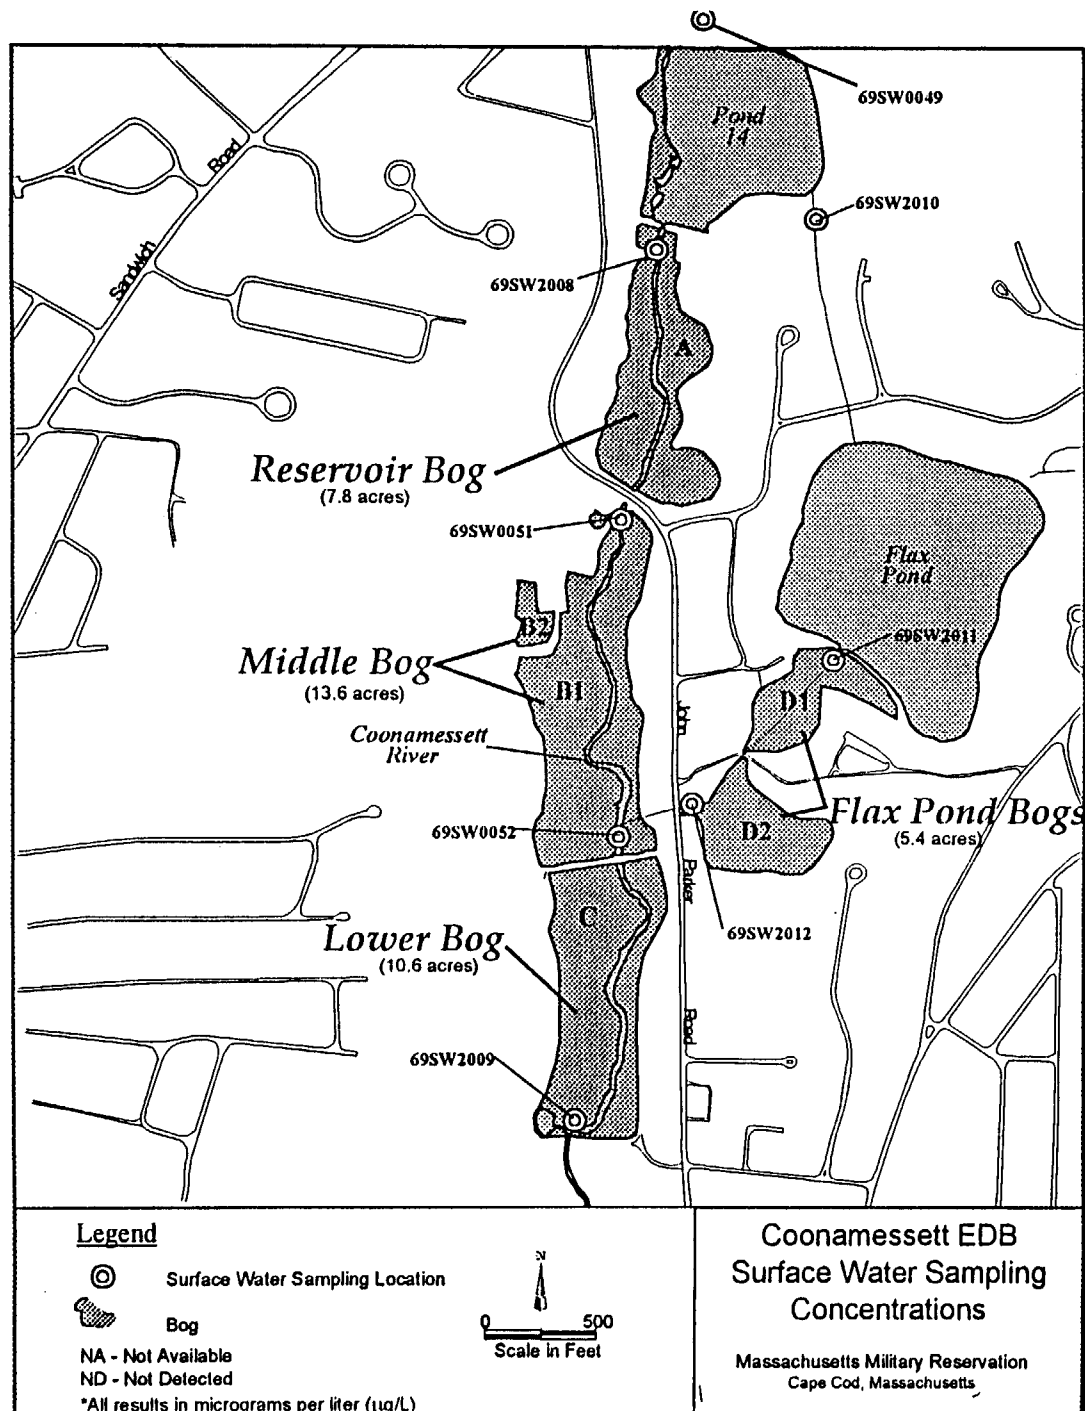 69SW0049
Pond
14
Road
69SW2010
Sandwich
69SW2008
A
Reservoir Bog
(7.8 acres)
69SW0051
Flax
Pond
B2
69SW2011
Middle Bog
(13.6 acres)
B1
D1
John
Coonamessett
River
Flax Pond Bogs
(5.4 acres)
69SW0052
D2
Parker
C
69SW2012
Lower Bog
(10.6 acres)
Road
69SW2009
Legend
Surface Water Sampling Location
Bog
NA - Not Available
ND - Not Detected
*All results in micrograms per liter (µg/L)
N
0 500
Scale in Feet
Coonamessett EDB
Surface Water Sampling
Concentrations
Massachusetts Military Reservation
Cape Cod, Massachusetts